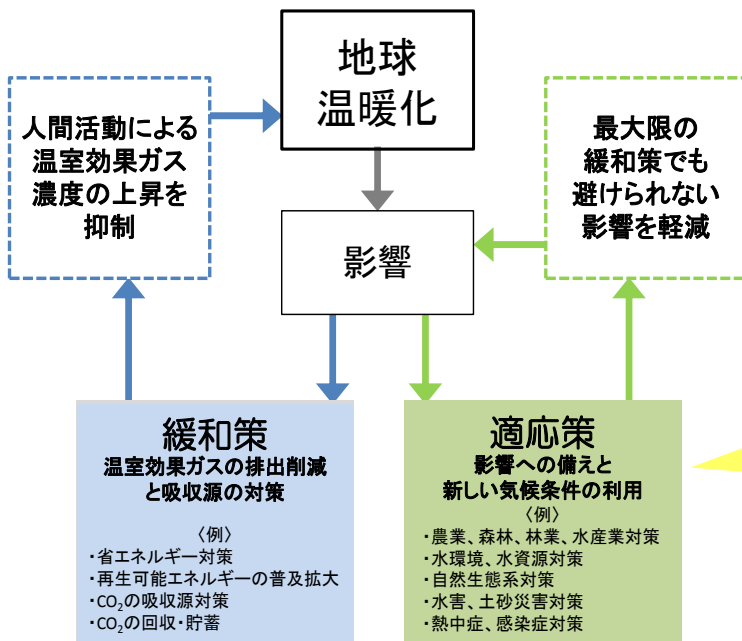 地球
温暖化
人間活動による
温室効果ガス
濃度の上昇を
抑制
最大限の
緩和策でも
避けられない
影響を軽減
影響
緩和策
温室効果ガスの排出削減
と吸収源の対策
〈例〉
・省エネルギー対策
・再生可能エネルギーの普及拡大
・CO₂の吸収源対策
・CO₂の回収・貯蓄
適応策
影響への備えと
新しい気候条件の利用
〈例〉
・農業、森林、林業、水産業対策
・水環境、水資源対策
・自然生態系対策
・水害、土砂災害対策
・熱中症、感染症対策